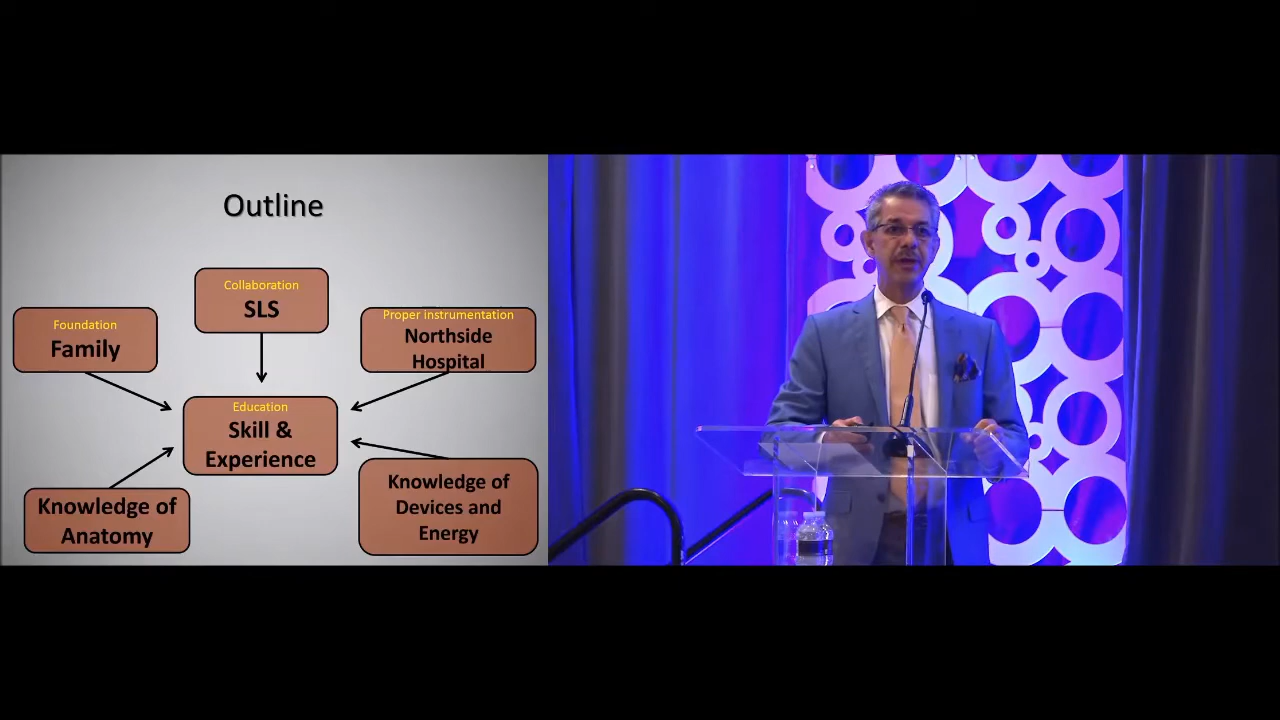 Outline
Collaboration
SLS
Foundation
Family
Proper instrumentation
Northside
Hospital
Education
Skill &
Experience
Knowledge of
Anatomy
Knowledge of
Devices and
Energy